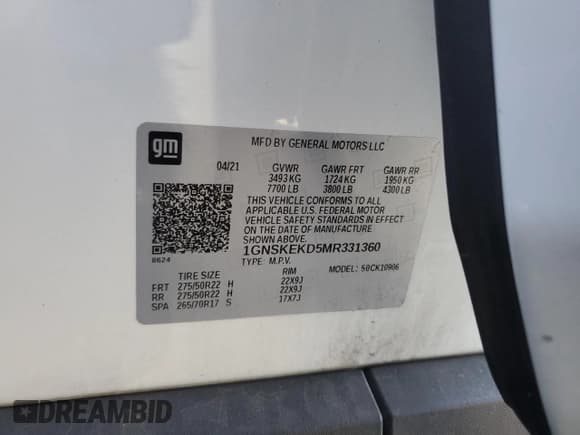 gm
MFD BY GENERAL MOTORS LLC
04/21 GVWR GAWR FRT GAWR RR
3493 KG 1724 KG 1950 KG
7700 LB 3800 LB 4300 LB
THIS VEHICLE CONFORMS TO ALL
APPLICABLE U.S. FEDERAL MOTOR
VEHICLE SAFETY STANDARDS IN EFFECT
ON THE DATE OF MANUFACTURE
SHOWN ABOVE.
8624 1GNSKEKD5MR331360
TYPE: M.P.V. MODEL: 50CK10906
TIRE SIZE RIM
FRT 275/50R22 H 22X9J
RR 275/50R22 H 22X9J
SPA 265/70R17 S 17X7J
DREAMBID